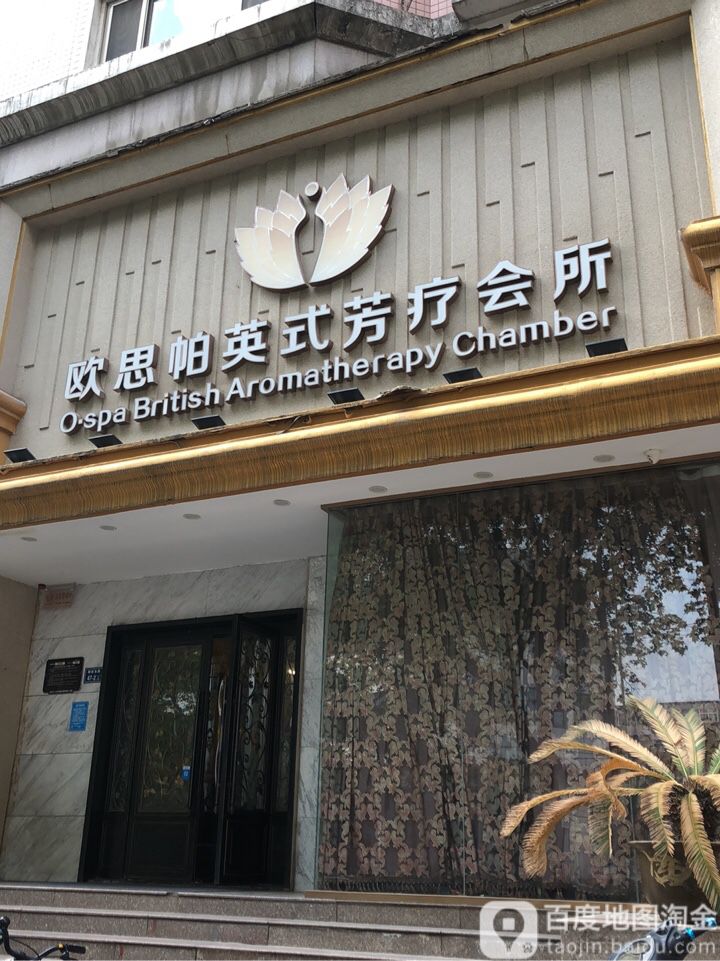 欧思帕英式芳疗会所
O·spa British Aromatherapy Chamber
百度地图淘金
taojin.baidu.com